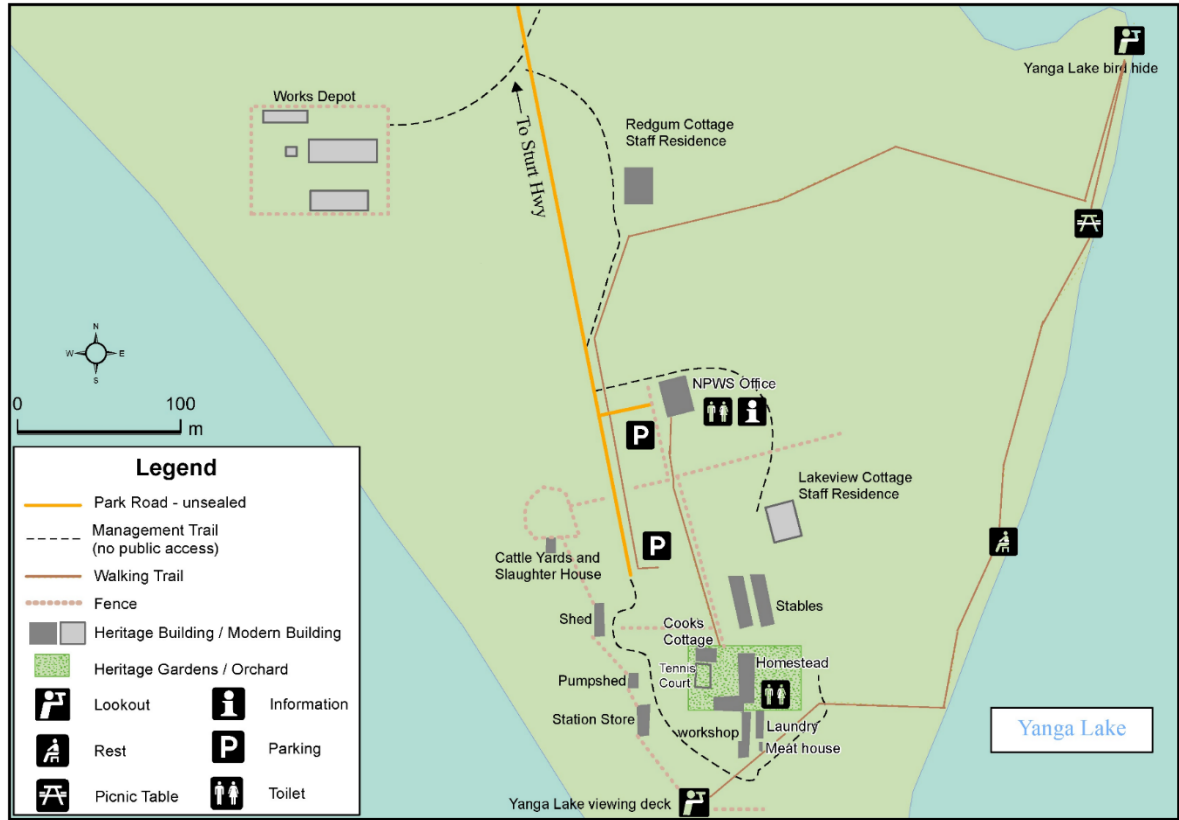 Yanga Lake bird hide
Works Depot
Redgum Cottage
Staff Residence
To Sturt Hwy
N
W
E
S
0
100
m
NPWS Office
P
Lakeview Cottage
Staff Residence
P
Cattle Yards and
Slaughter House
Stables
Shed
Cooks
Cottage
Tennis
Court
Homestead
Pumpshed
Station Store
workshop
Laundry
Meat house
Yanga Lake viewing deck
Yanga Lake
Legend
Park Road - unsealed
Management Trail
(no public access)
Walking Trail
Fence
Heritage Building / Modern Building
Heritage Gardens / Orchard
Lookout
Information
Rest
P
Parking
Picnic Table
Toilet